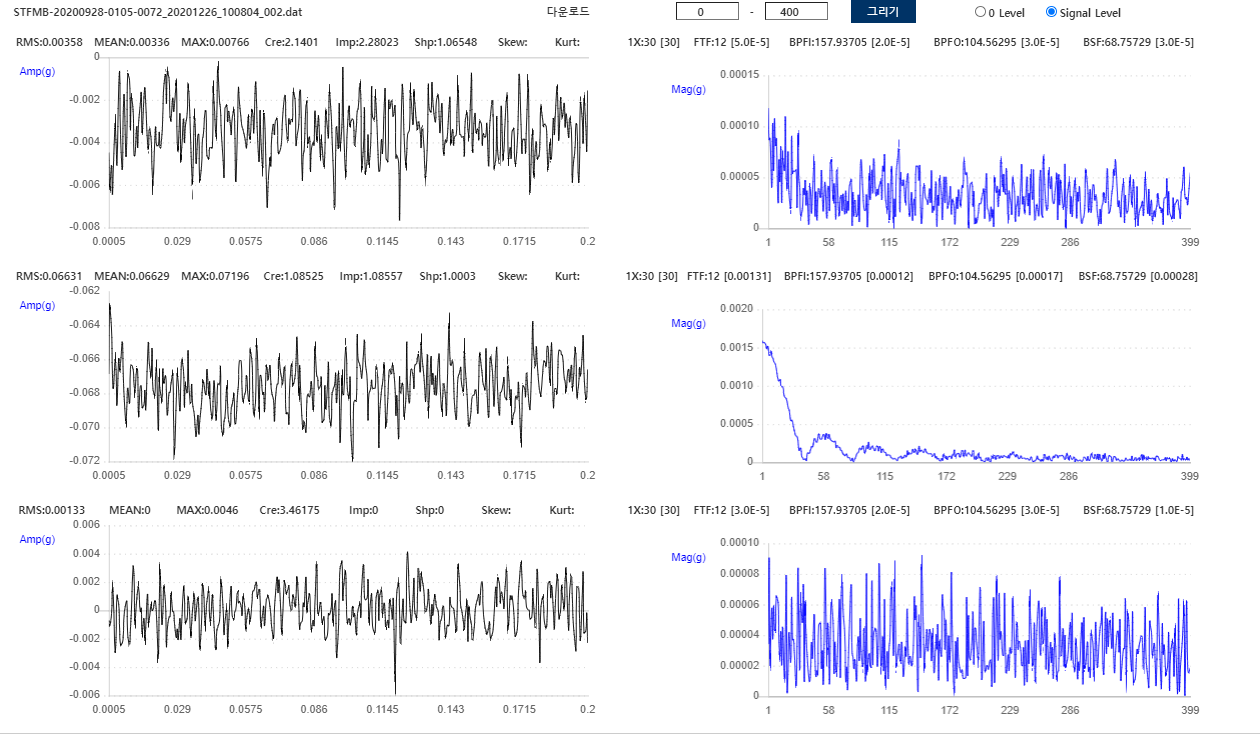 STFMB-20200928-0105-0072_20201226_100804_002.dat 다운로드 0 - 400 그리기 0 Level Signal Level
RMS:0.00358 MEAN:0.00336 MAX:0.00766 Cre:2.1401 Imp:2.28023 Shp:1.06548 Skew: Kurt:
Amp(g)
0
-0.002
-0.004
-0.006
-0.008
0.0005 0.029 0.0575 0.086 0.1145 0.143 0.1715 0.2
1X:30 [30] FTF:12 [5.0E-5] BPFI:157.93705 [2.0E-5] BPFO:104.56295 [3.0E-5] BSF:68.75729 [3.0E-5]
Mag(g)
0.00015
0.00010
0.00005
0
1 58 115 172 229 286 399
RMS:0.06631 MEAN:0.06629 MAX:0.07196 Cre:1.08525 Imp:1.08557 Shp:1.0003 Skew: Kurt:
Amp(g)
-0.062
-0.064
-0.066
-0.068
-0.070
-0.072
0.0005 0.029 0.0575 0.086 0.1145 0.143 0.1715 0.2
1X:30 [30] FTF:12 [0.00131] BPFI:157.93705 [0.00012] BPFO:104.56295 [0.00017] BSF:68.75729 [0.00028]
Mag(g)
0.0020
0.0015
0.0010
0.0005
0
1 58 115 172 229 286 399
RMS:0.00133 MEAN:0 MAX:0.0046 Cre:3.46175 Imp:0 Shp:0 Skew: Kurt:
Amp(g)
0.006
0.004
0.002
0
-0.002
-0.004
-0.006
0.0005 0.029 0.0575 0.086 0.1145 0.143 0.1715 0.2
1X:30 [30] FTF:12 [3.0E-5] BPFI:157.93705 [2.0E-5] BPFO:104.56295 [3.0E-5] BSF:68.75729 [1.0E-5]
Mag(g)
0.00010
0.00008
0.00006
0.00004
0.00002
0
1 58 115 172 229 286 399